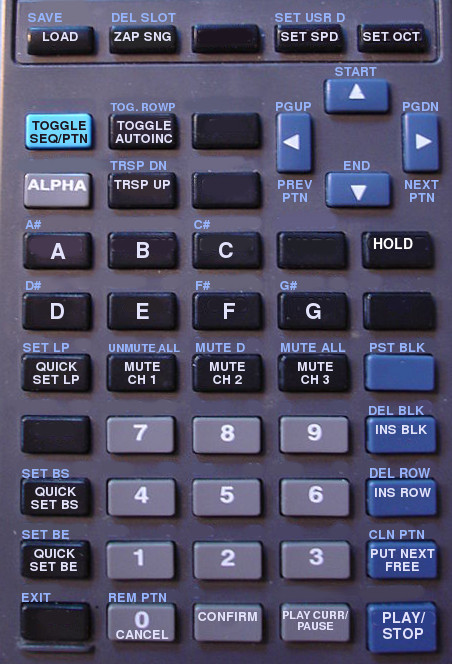 SAVE DEL SLOT SET USR D
LOAD ZAP SNG SET SPD SET OCT
START
TOG. ROWP PGUP PGDN
TOGGLE SEQ/PTN
TOGGLE AUTOINC
TRSP DN END
ALPHA TRSP UP
PREV PTN
NEXT PTN
A# C#
A B C HOLD
D# F# G#
D E F G
SET LP UNMUTE ALL MUTE D MUTE ALL PST BLK
QUICK SET LP
MUTE CH 1
MUTE CH 2
MUTE CH 3
DEL BLK
7 8 9 INS BLK
SET BS DEL ROW
QUICK SET BS
4 5 6 INS ROW
SET BE CLN PTN
QUICK SET BE
1 2 3
PUT NEXT FREE
EXIT REM PTN
0
CANCEL
CONFIRM
PLAY CURR/
PAUSE
PLAY/
STOP